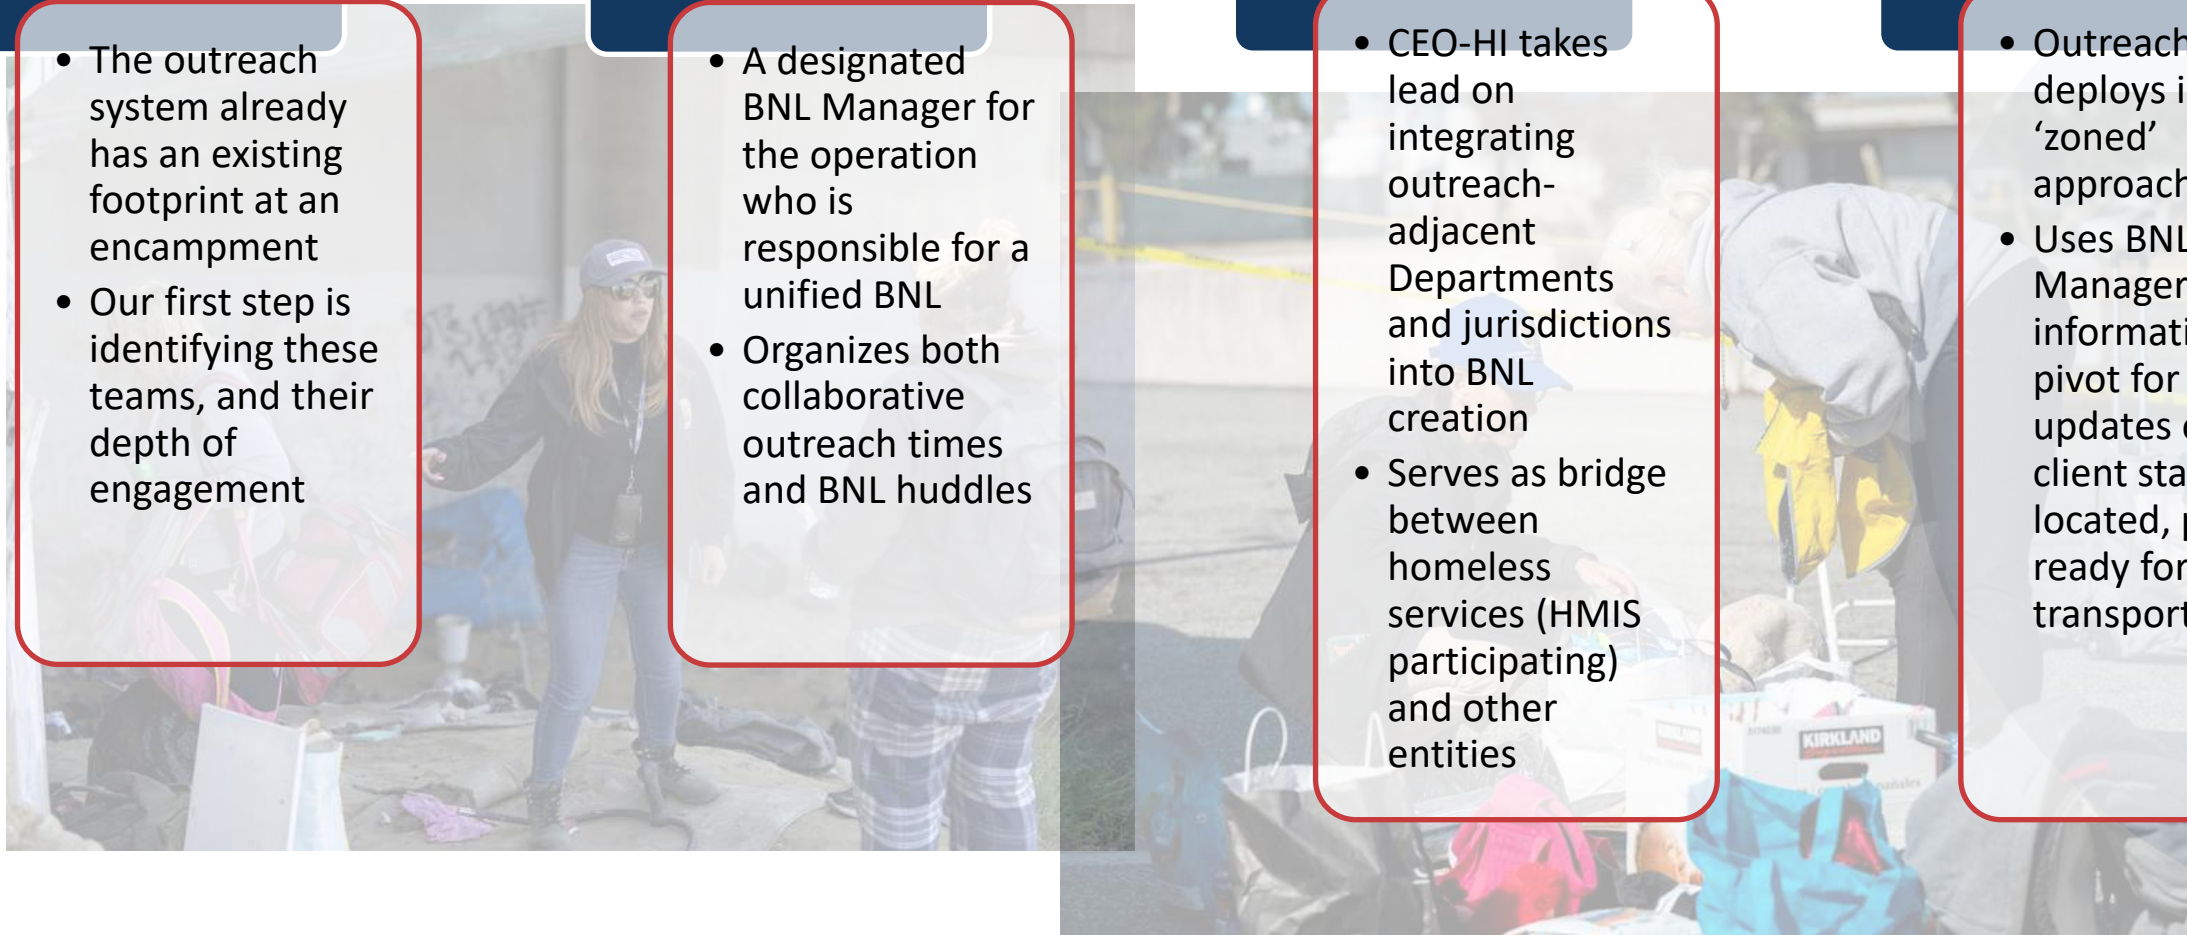 • The outreach
system already
has an existing
footprint at an
encampment
• Our first step is
identifying these
teams, and their
depth of
engagement
• A designated
BNL Manager for
the operation
who is
responsible for a
unified BNL
• Organizes both
collaborative
outreach times
and BNL huddles
• CEO-HI takes
lead on
integrating
outreach-
adjacent
Departments
and jurisdictions
into BNL
creation
• Serves as bridge
between
homeless
services (HMIS
participating)
and other
entities
• Outreach
deploys
‘zoned’
approach
• Uses BNL
Manager
pivot for
updates
client
located,
ready for
KIRKLAND